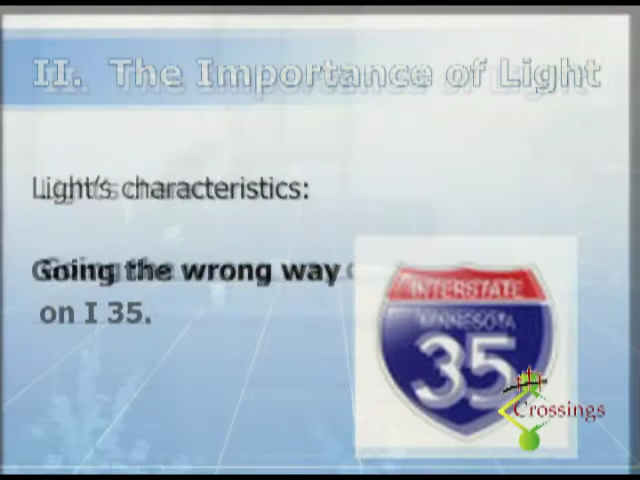 II. The Importance of Light
Light's characteristics:
Going the wrong way
on I 35.
INTERSTATE
MINNESOTA
35
Crossings